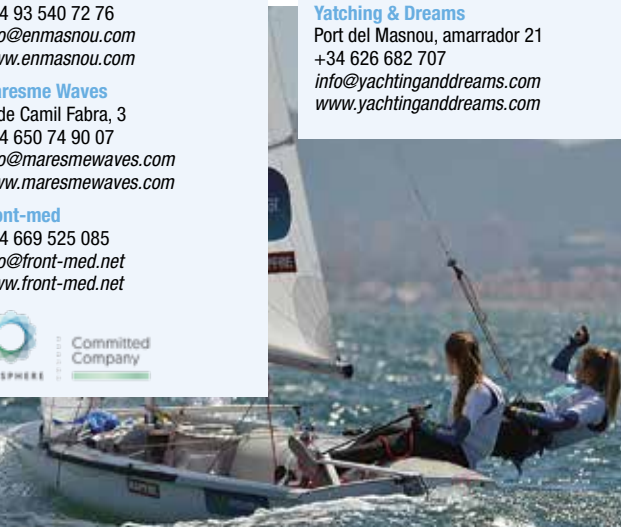 4 93 540 72 76
o@enmasnou.com
ww.enmasnou.com
aresme Waves
de Camil Fabra, 3
4 650 74 90 07
o@maresmewaves.com
ww.maresmewaves.com
ont-med
4 669 525 085
o@front-med.net
ww.front-med.net
SPHERE
Committed
Company
Yatching & Dreams
Port del Masnou, amarrador 21
+34 626 682 707
info@yachtinganddreams.com
www.yachtinganddreams.com